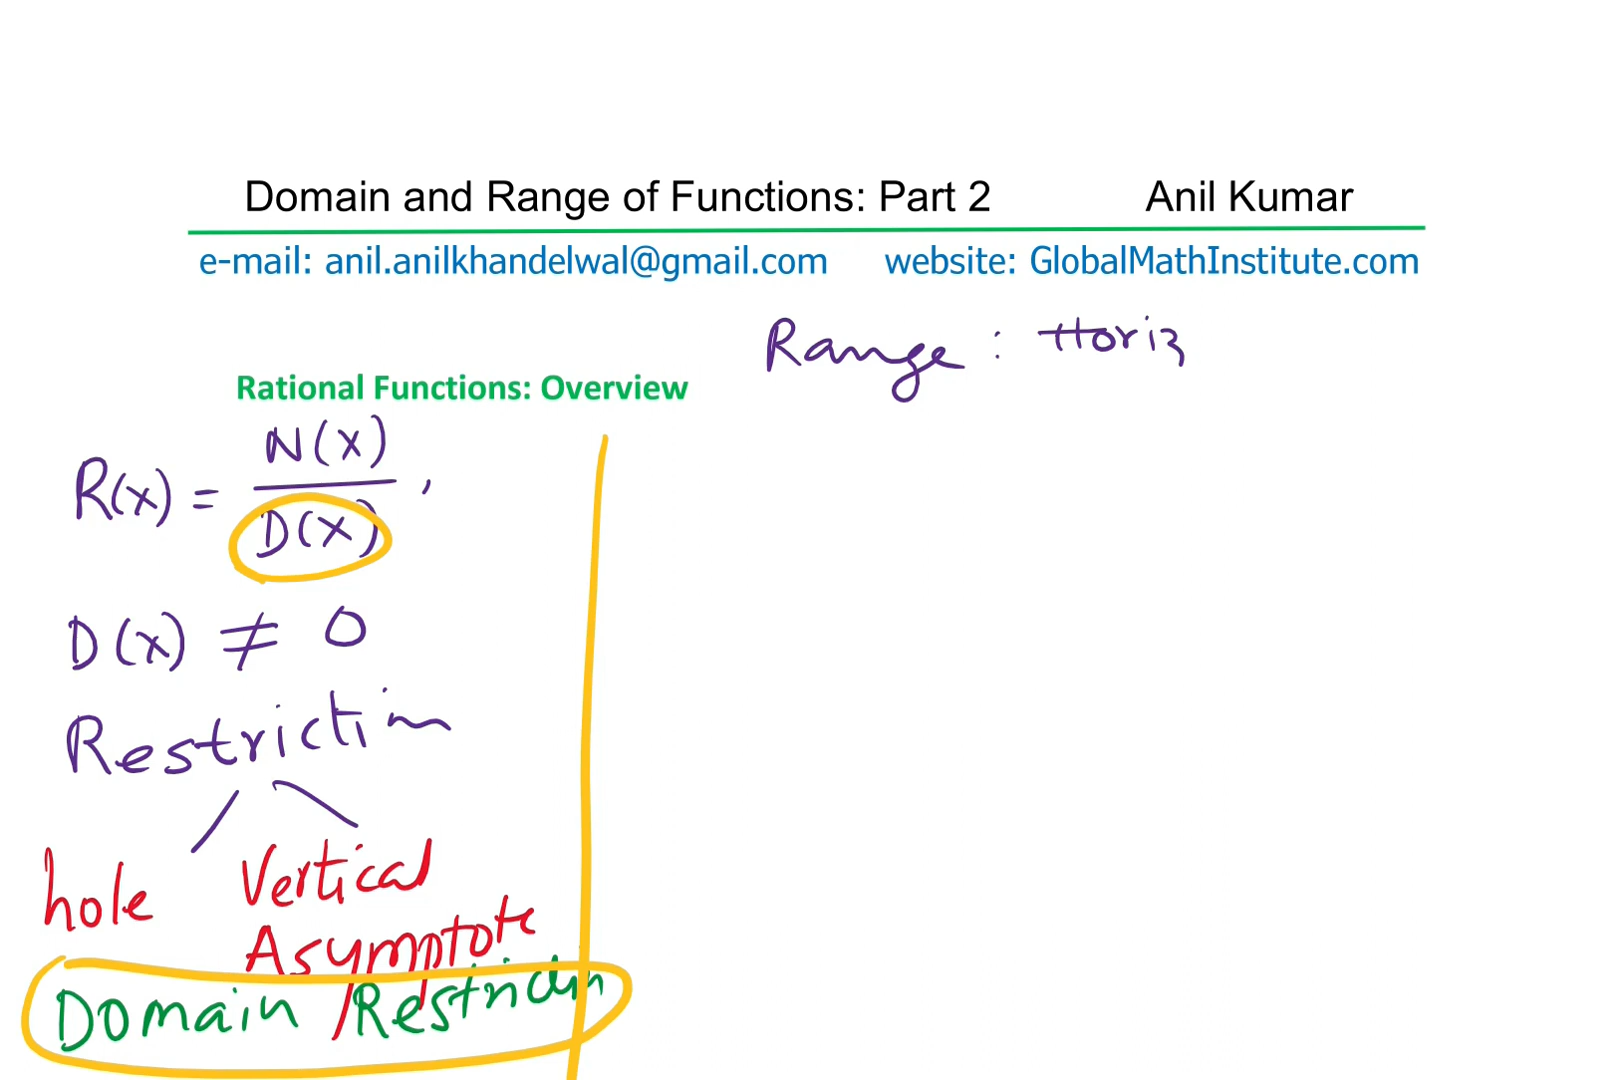 Domain and Range of Functions: Part 2 Anil Kumar
e-mail: anil.anilkhandelwal@gmail.com website: GlobalMathInstitute.com
Range : Horiz
Rational Functions: Overview
R(x) = N(x) / D(x) ,
D(x) ≠ 0
Restriction
hole Vertical
Asymptote
Domain /Restriction